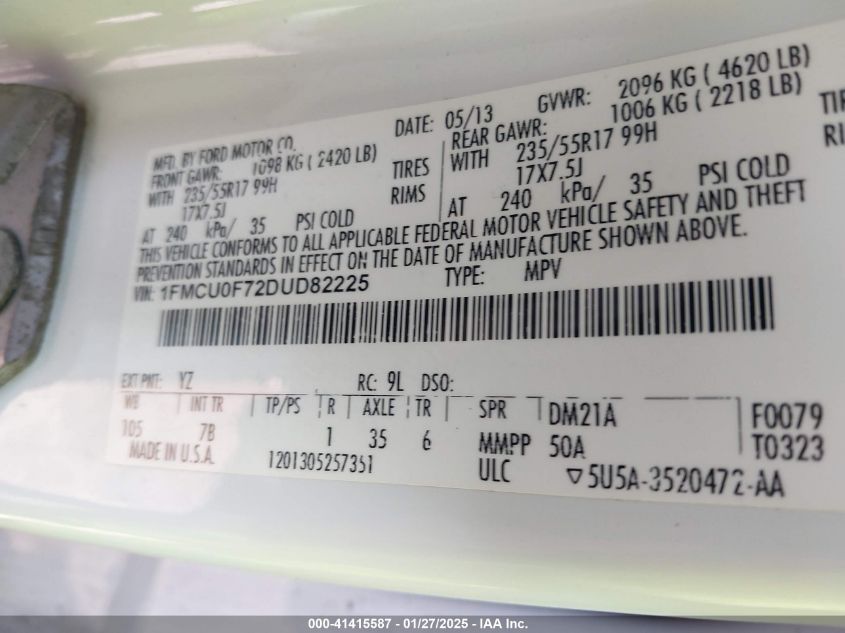 MFD. BY FORD MOTOR CO.
DATE: 05/13 GVWR: 2096 KG ( 4620 LB)
FRONT GAWR: 1098 KG ( 2420 LB)
REAR GAWR: 1006 KG ( 2218 LB)
WITH 235/55R17 99H TIRES WITH 235/55R17 99H
17X7.5J RIMS 17X7.5J
AT 240 kPa/ 35 PSI COLD AT 240 kPa/ 35 PSI COLD
THIS VEHICLE CONFORMS TO ALL APPLICABLE FEDERAL MOTOR VEHICLE SAFETY AND THEFT
PREVENTION STANDARDS IN EFFECT ON THE DATE OF MANUFACTURE SHOWN ABOVE.
VIN: 1FMCU0F72DUD82225 TYPE: MPV
EXT PNT: YZ RC: 9L DSO:
WB INT TR TP/PS R AXLE TR SPR DM21A F0079
105 7B 1 35 6 MMPP 50A T0323
MADE IN U.S.A. 1201305257351 ULC 5U5A-3520472-AA
000-41415587 - 01/27/2025 - IAA Inc.